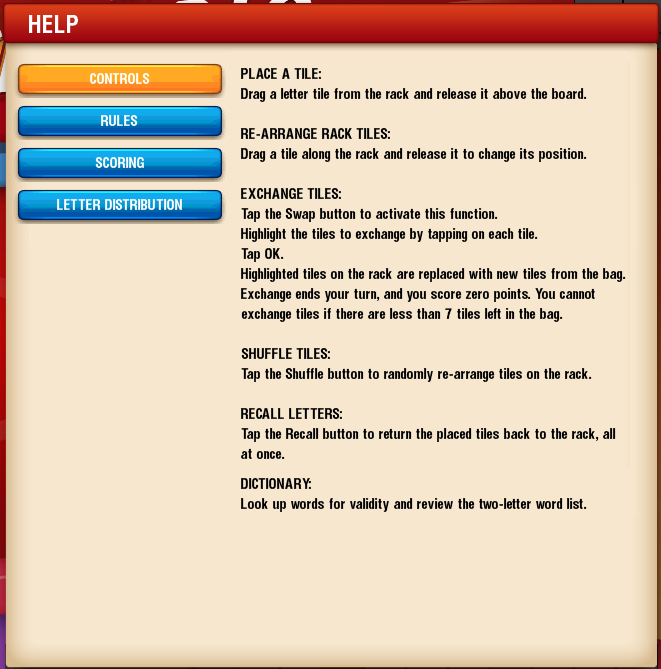 HELP
CONTROLS
RULES
SCORING
LETTER DISTRIBUTION
PLACE A TILE:
Drag a letter tile from the rack and release it above the board.
RE-ARRANGE RACK TILES:
Drag a tile along the rack and release it to change its position.
EXCHANGE TILES:
Tap the Swap button to activate this function.
Highlight the tiles to exchange by tapping on each tile.
Tap OK.
Highlighted tiles on the rack are replaced with new tiles from the bag.
Exchange ends your turn, and you score zero points. You cannot
exchange tiles if there are less than 7 tiles left in the bag.
SHUFFLE TILES:
Tap the Shuffle button to randomly re-arrange tiles on the rack.
RECALL LETTERS:
Tap the Recall button to return the placed tiles back to the rack, all
at once.
DICTIONARY:
Look up words for validity and review the two-letter word list.